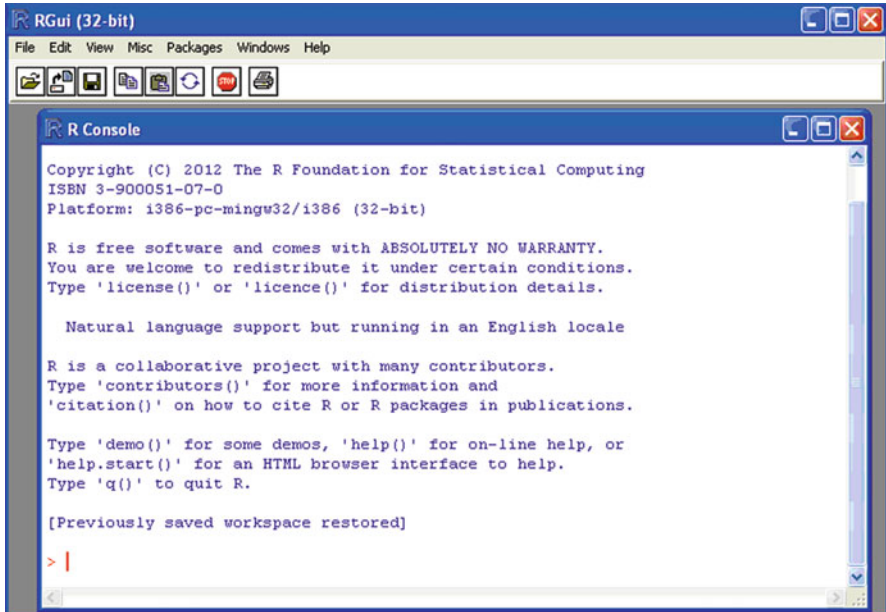 RGui (32-bit)
File Edit View Misc Packages Windows Help
STOP
R Console
Copyright (C) 2012 The R Foundation for Statistical Computing
ISBN 3-900051-07-0
Platform: i386-pc-mingw32/i386 (32-bit)
R is free software and comes with ABSOLUTELY NO WARRANTY.
You are welcome to redistribute it under certain conditions.
Type 'license()' or 'licence()' for distribution details.
Natural language support but running in an English locale
R is a collaborative project with many contributors.
Type 'contributors()' for more information and
'citation()' on how to cite R or R packages in publications.
Type 'demo()' for some demos, 'help()' for on-line help, or
'help.start()' for an HTML browser interface to help.
Type 'q()' to quit R.
[Previously saved workspace restored]
>